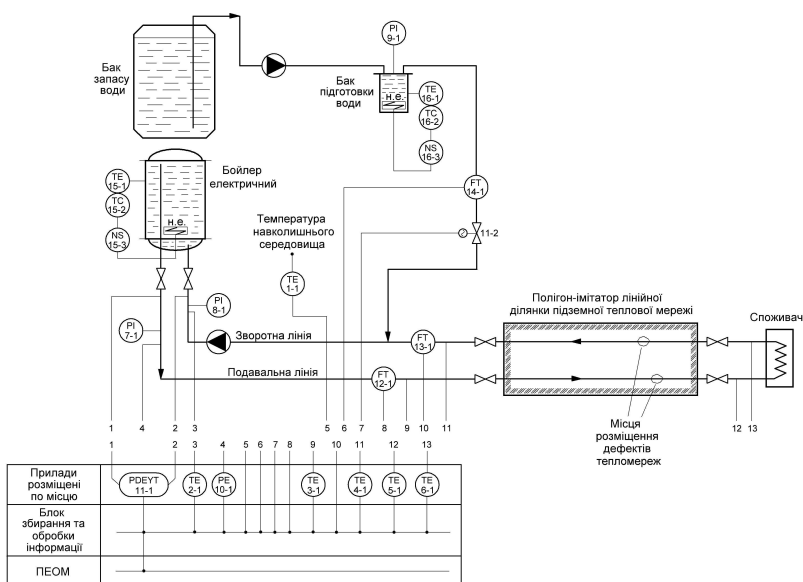 Бак
запасу
води
PI
9-1
Бак
підготовки
води
н.е.
TE
16-1
TC
16-2
NS
16-3
TE
15-1
TC
15-2
NS
15-3
Бойлер
електричний
н.е.
FT
14-1
11-2
Температура
навколишнього
середовища
TE
1-1
PI
8-1
PI
7-1
Зворотна лінія
FT
13-1
Подавальна лінія
FT
12-1
Полігон-імітатор лінійної
ділянки підземної теплової мережі
Споживач
Місця
розміщення
дефектів
тепломереж
1 4 2 3 5 6 7 8 9 10 11 12 13
1 2 3 4 5 6 7 8 9 10 11 12 13
Прилади
розміщені
по місцю
PDEYT
11-1
TE
2-1
PE
10-1
TE
3-1
TE
4-1
TE
5-1
TE
6-1
Блок
збирання та
обробки
інформації
ПЕОМ